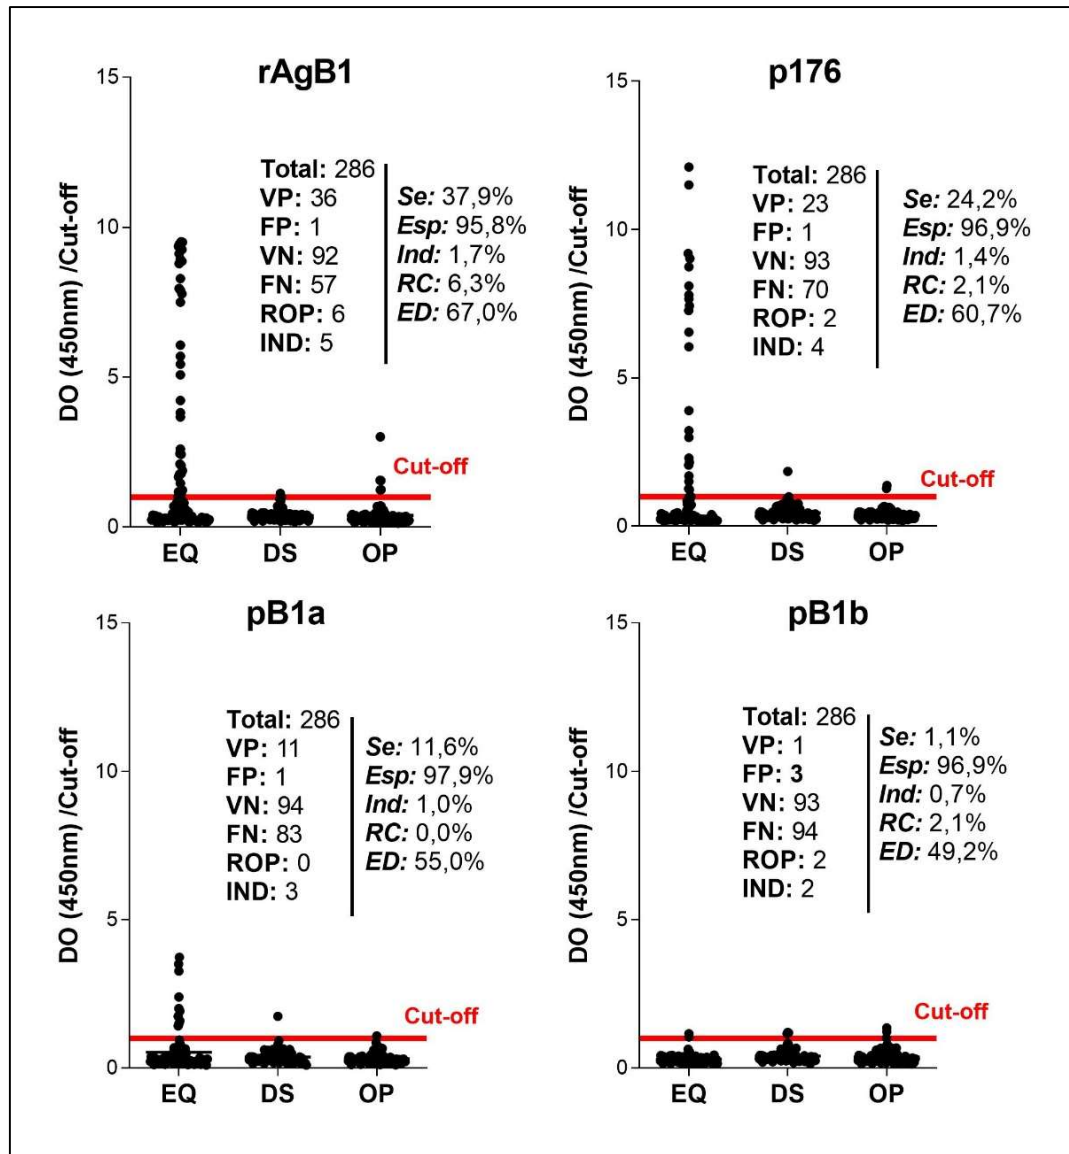 rAgB1
DO (450nm) /Cut-off
15
10
5
0
Total: 286
VP: 36
FP: 1
VN: 92
FN: 57
ROP: 6
IND: 5
Se: 37,9%
Esp: 95,8%
Ind: 1,7%
RC: 6,3%
ED: 67,0%
Cut-off
EQ DS OP
p176
DO (450nm) /Cut-off
15
10
5
0
Total: 286
VP: 23
FP: 1
VN: 93
FN: 70
ROP: 2
IND: 4
Se: 24,2%
Esp: 96,9%
Ind: 1,4%
RC: 2,1%
ED: 60,7%
Cut-off
EQ DS OP
pB1a
DO (450nm) /Cut-off
15
10
5
0
Total: 286
VP: 11
FP: 1
VN: 94
FN: 83
ROP: 0
IND: 3
Se: 11,6%
Esp: 97,9%
Ind: 1,0%
RC: 0,0%
ED: 55,0%
Cut-off
EQ DS OP
pB1b
DO (450nm) /Cut-off
15
10
5
0
Total: 286
VP: 1
FP: 3
VN: 93
FN: 94
ROP: 2
IND: 2
Se: 1,1%
Esp: 96,9%
Ind: 0,7%
RC: 2,1%
ED: 49,2%
Cut-off
EQ DS OP